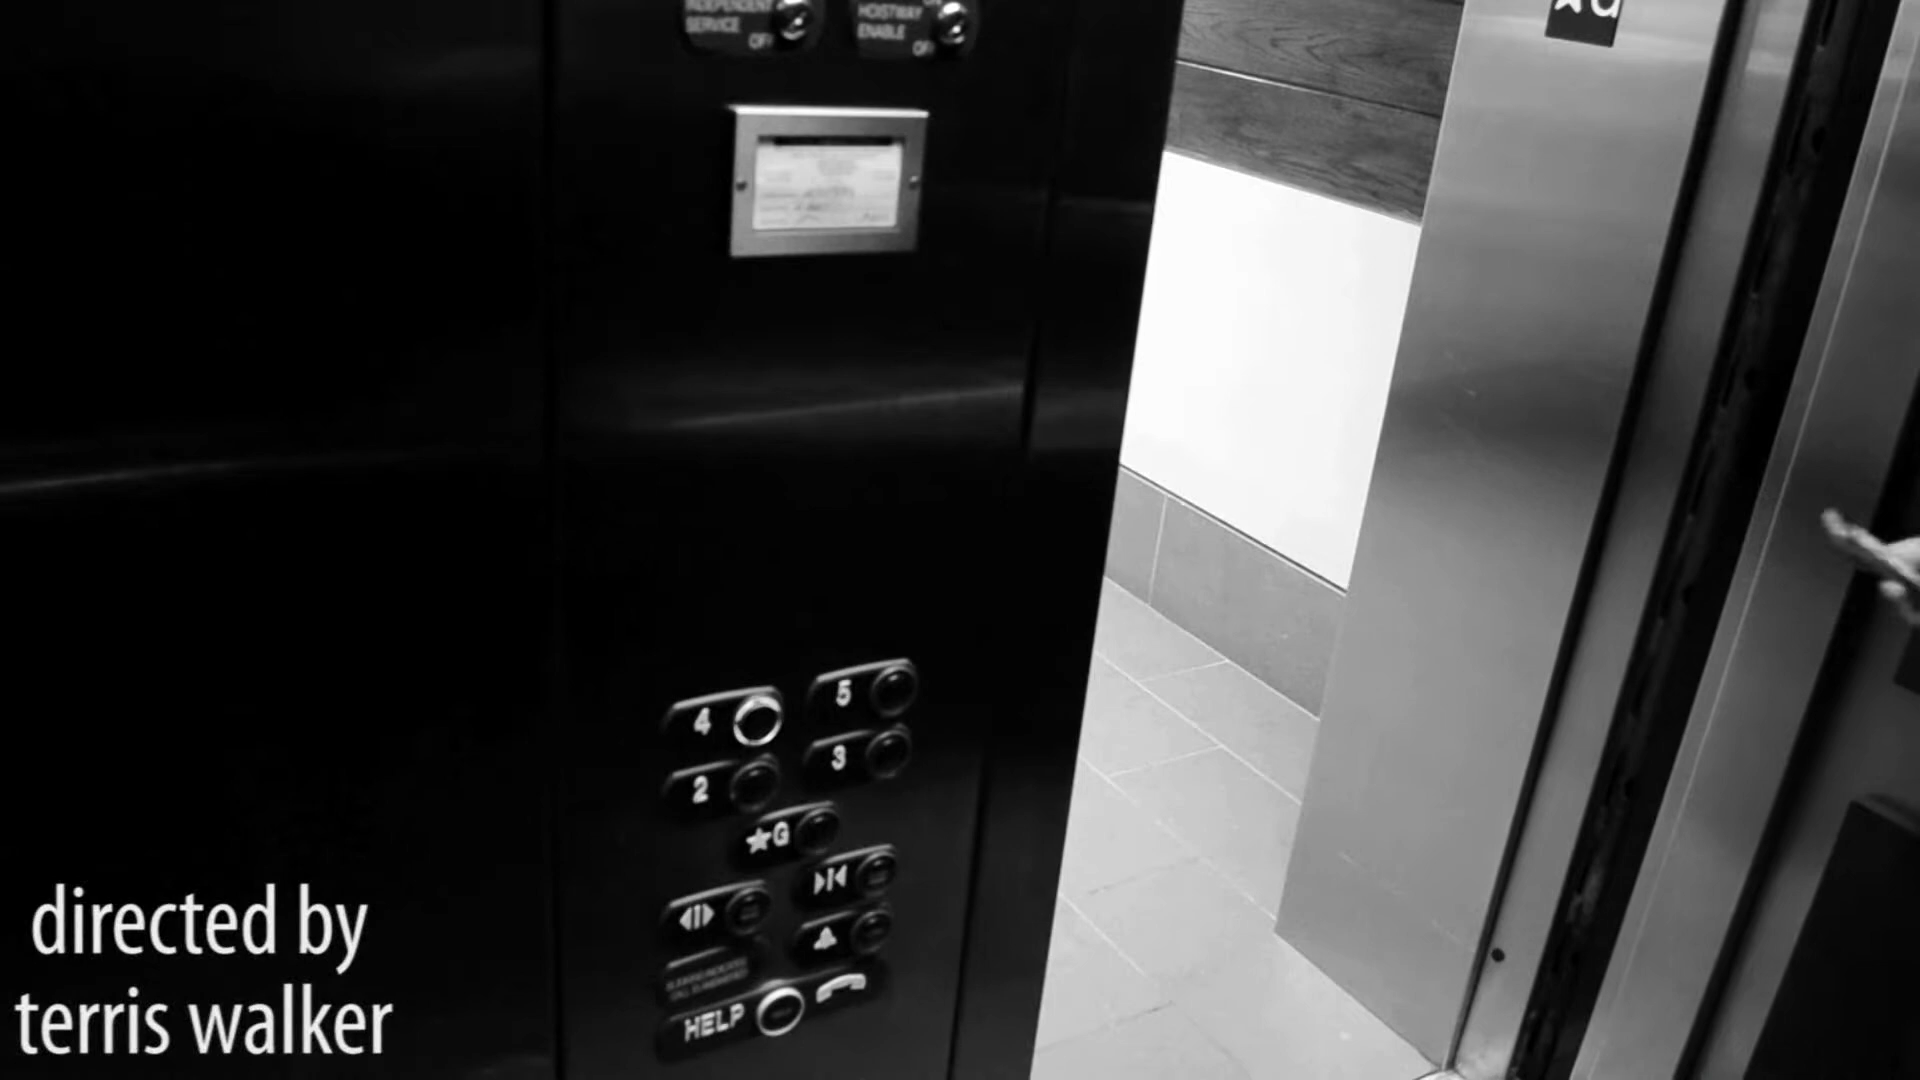 INDEPENDENT
SERVICE
OFF
HOISTWAY
ENABLE
OFF
★G
4
5
2
3
★G
HELP
directed by
terris walker